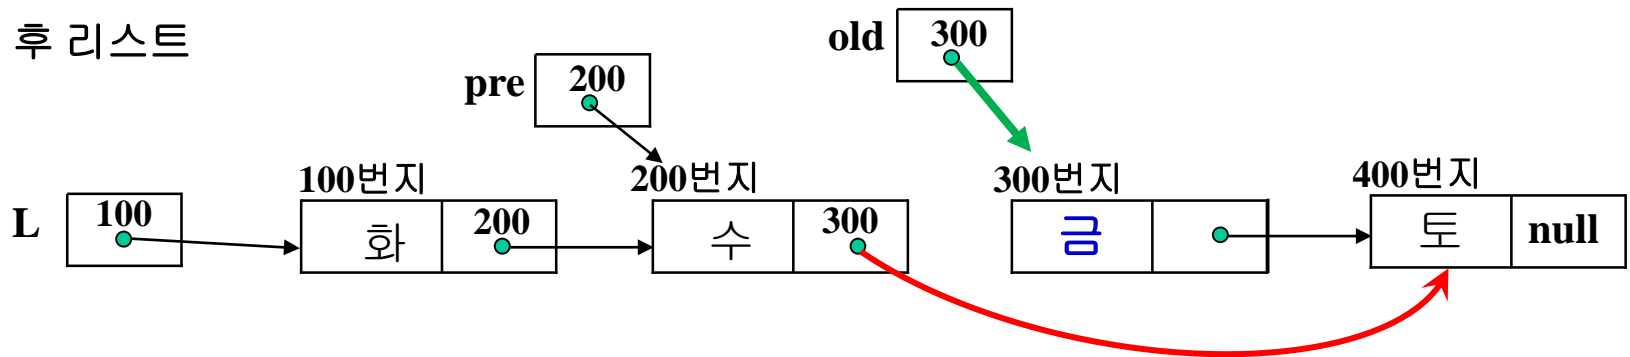 후 리스트
old 300
pre 200
100번지 200번지 300번지 400번지
L 100 화 200 수 300 금 토 null